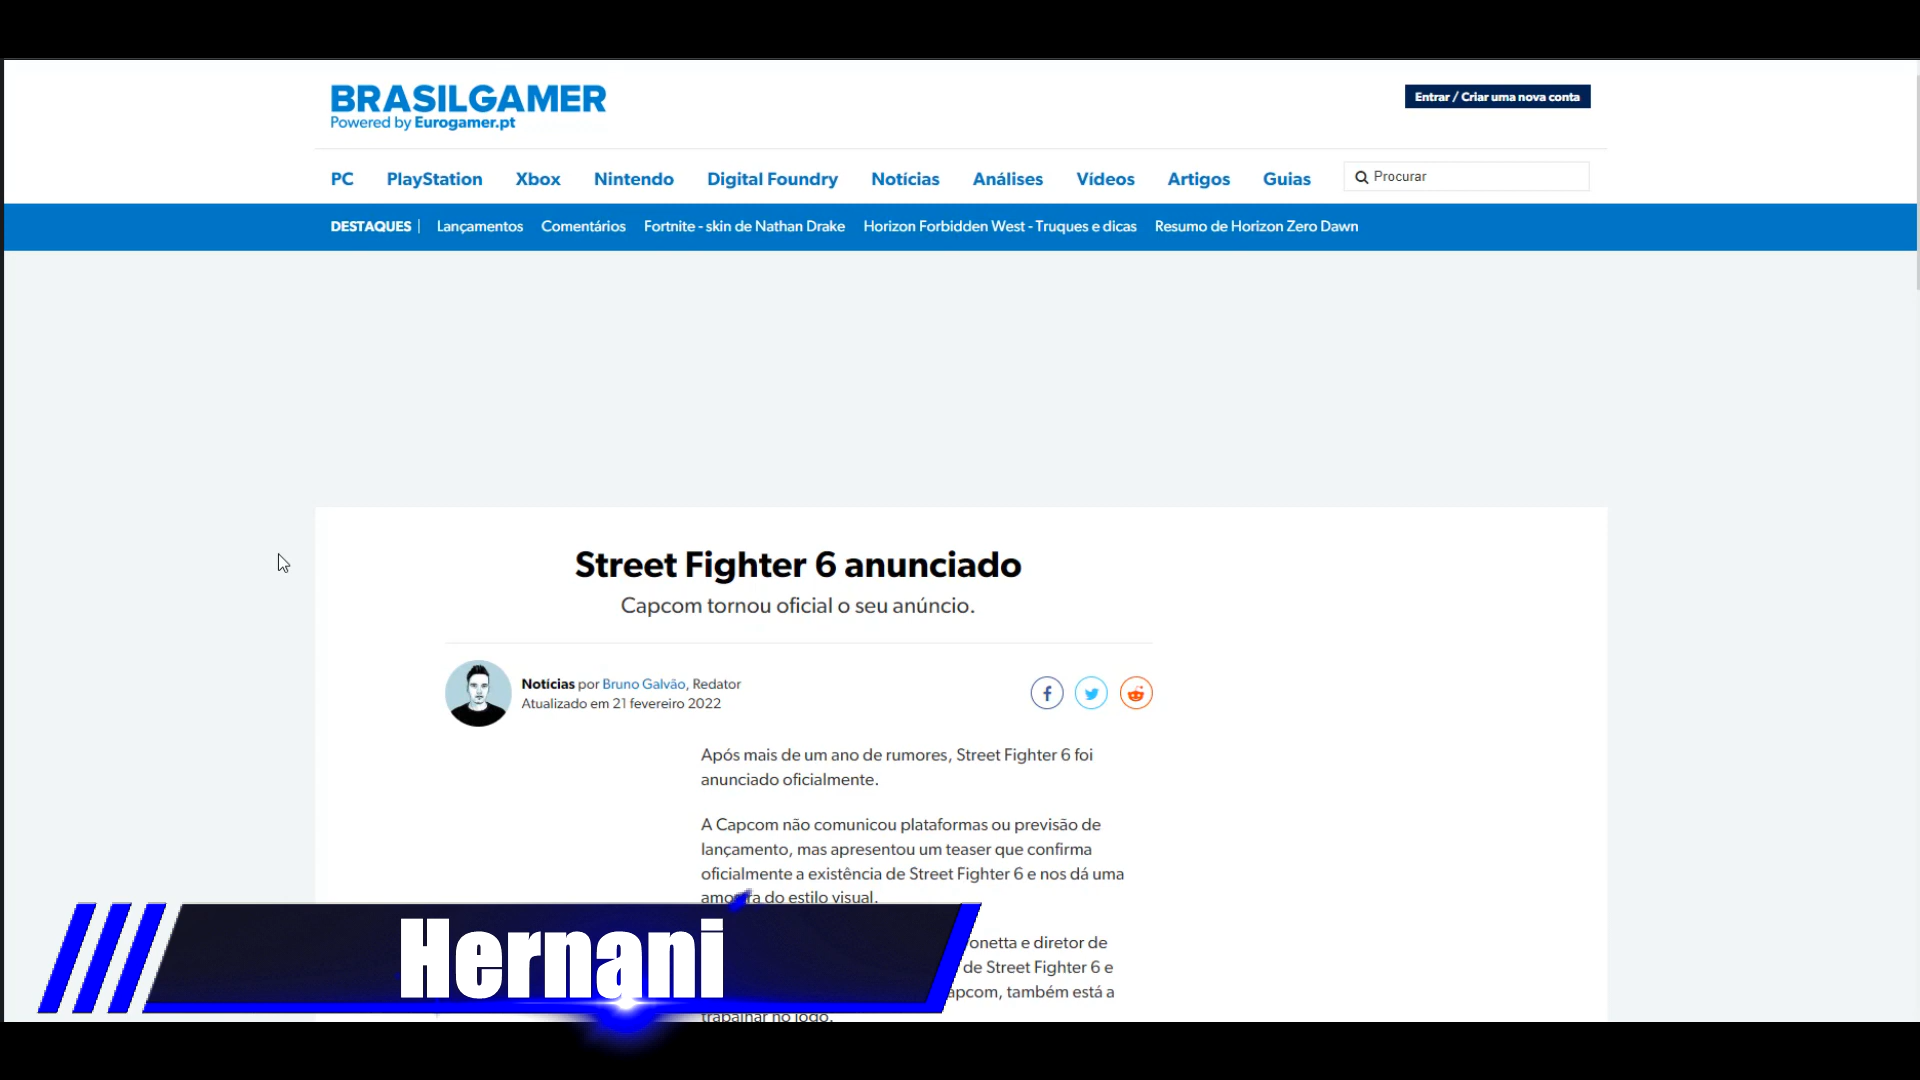 BRASILGAMER
Powered by Eurogamer.pt
Entrar / Criar uma nova conta
PC PlayStation Xbox Nintendo Digital Foundry Notícias Análises Vídeos Artigos Guias Procurar
DESTAQUES | Lançamentos Comentários Fortnite - skin de Nathan Drake Horizon Forbidden West - Truques e dicas Resumo de Horizon Zero Dawn
Street Fighter 6 anunciado
Capcom tornou oficial o seu anúncio.
Notícias por Bruno Galvão, Redator
Atualizado em 21 fevereiro 2022
Após mais de um ano de rumores, Street Fighter 6 foi
anunciado oficialmente.
A Capcom não comunicou plataformas ou previsão de
lançamento, mas apresentou um teaser que confirma
oficialmente a existência de Street Fighter 6 e nos dá uma
amostra do estilo visual.
onetta e diretor de
de Street Fighter 6 e
apcom, também está a
trabalhar no jogo.
Hernani